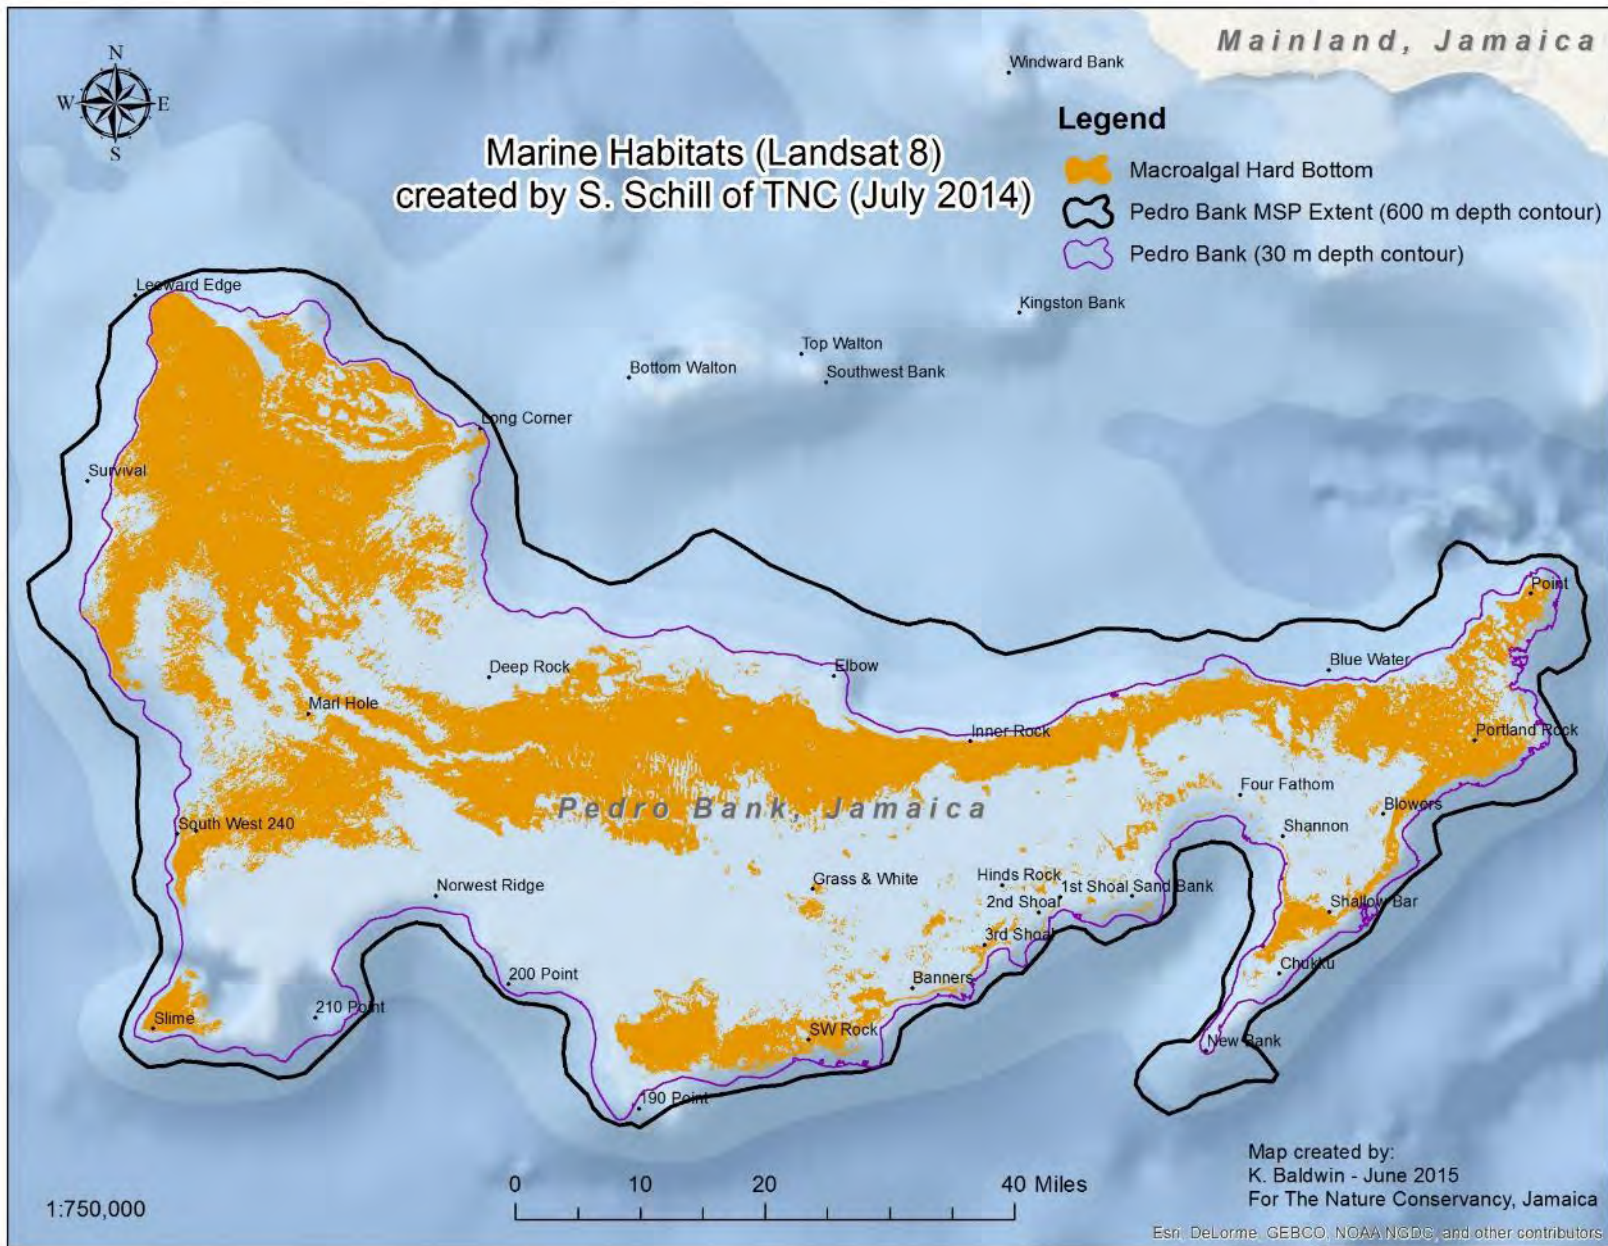 Mainland, Jamaica
Windward Bank
N
W
E
S
Legend
Macroalgal Hard Bottom
Pedro Bank MSP Extent (600 m depth contour)
Pedro Bank (30 m depth contour)
Marine Habitats (Landsat 8)
created by S. Schill of TNC (July 2014)
Leeward Edge
Kingston Bank
Top Walton
Bottom Walton
Southwest Bank
Long Corner
Survival
Point
Deep Rock
Elbow
Blue Water
Marl Hole
Inner Rock
Portland Rock
Four Fathom
Pedro Bank, Jamaica
Blowors
South West 240
Shannon
Hinds Rock
Grass & White
Norwest Ridge
1st Shoal
Sand Bank
2nd Shoal
Shallow Bar
3rd Shoal
Chukku
200 Point
Banners
210 Point
Slime
SW Rock
New Bank
190 Point
Map created by:
K. Baldwin - June 2015
For The Nature Conservancy, Jamaica
0
10
20
40 Miles
1:750,000
Esri, DeLorme, GEBCO, NOAA NGDC, and other contributors